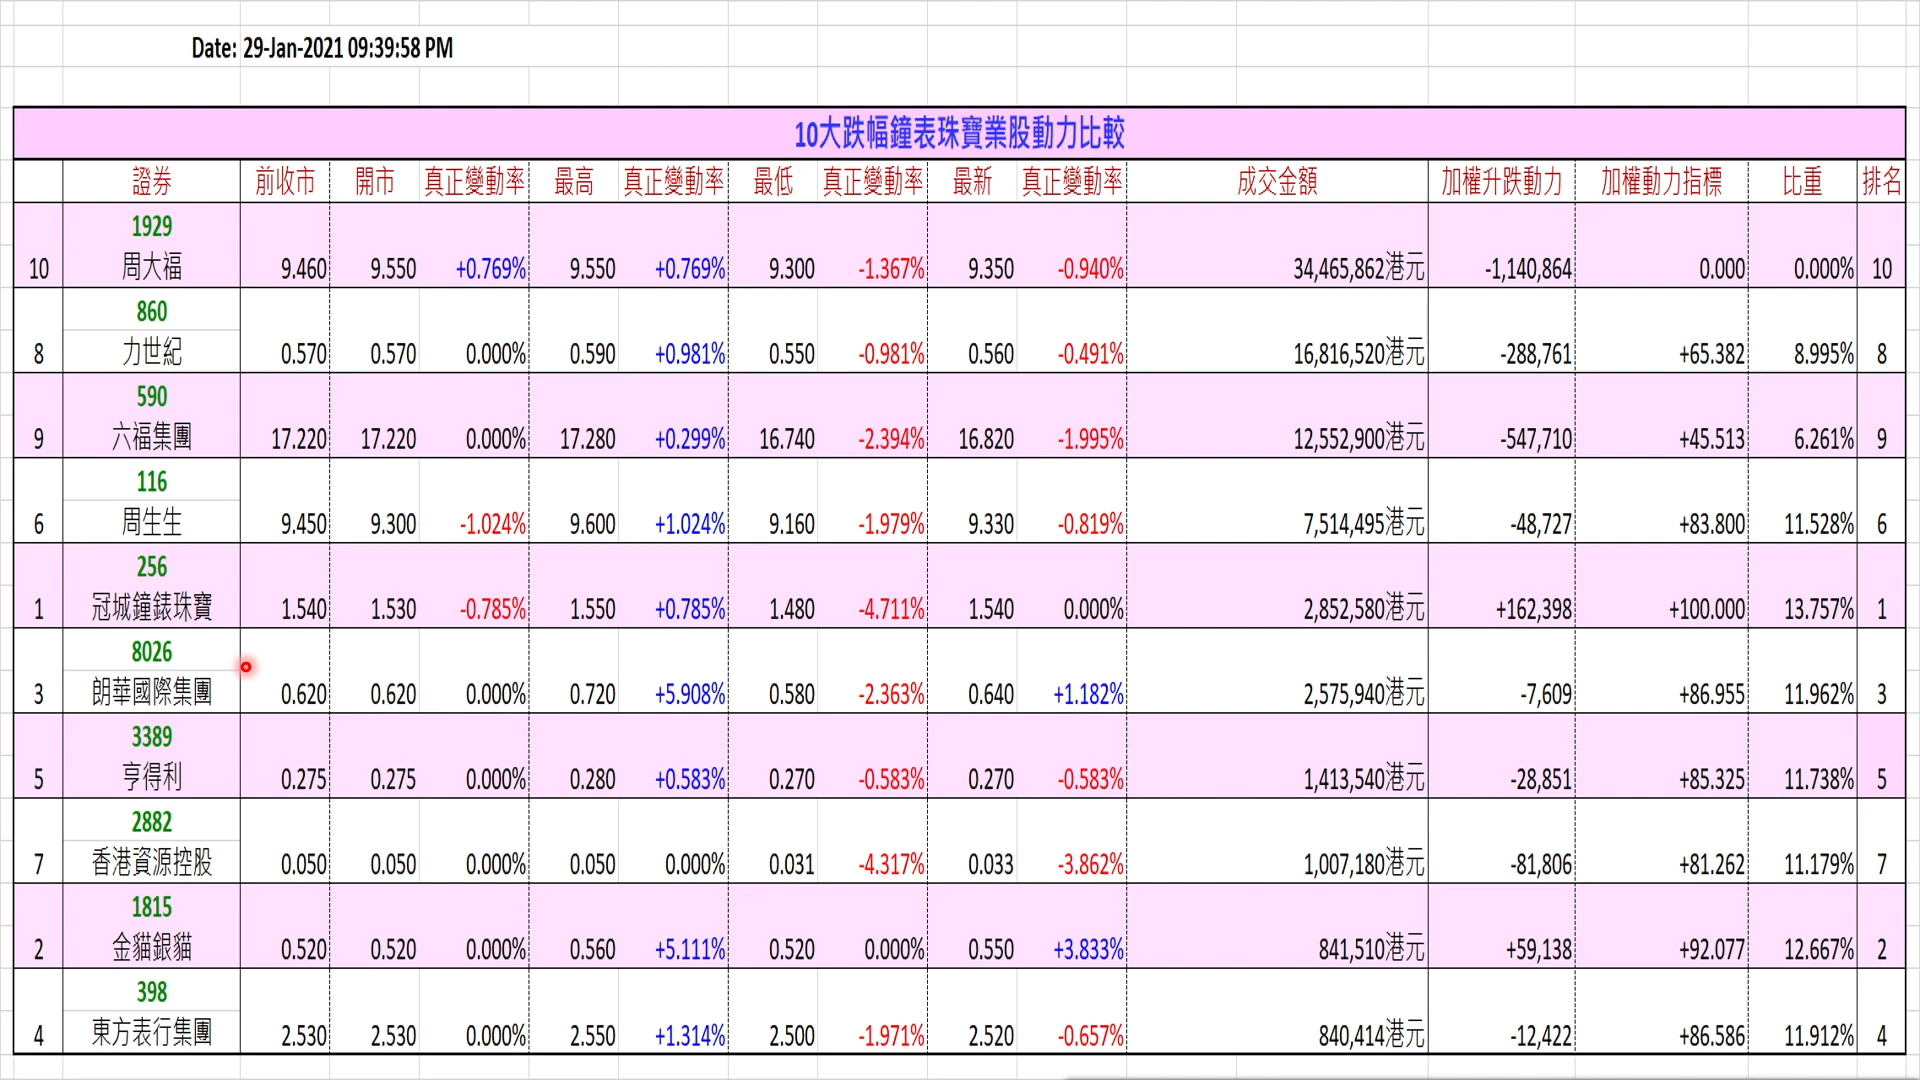 Date: 29-Jan-2021 09:39:58 PM
10大跌幅鐘表珠寶業股動力比較
證券 前收市 開市 真正變動率 最高 真正變動率 最低 真正變動率 最新 真正變動率 成交金額 加權升跌動力 加權動力指標 比重 排名
1929
10 周大福 9.460 9.550 +0.769% 9.550 +0.769% 9.300 -1.367% 9.350 -0.940% 34,465,862港元 -1,140,864 0.000 0.000% 10
860
8 力世紀 0.570 0.570 0.000% 0.590 +0.981% 0.550 -0.981% 0.560 -0.491% 16,816,520港元 -288,761 +65.382 8.995% 8
590
9 六福集團 17.220 17.220 0.000% 17.280 +0.299% 16.740 -2.394% 16.820 -1.995% 12,552,900港元 -547,710 +45.513 6.261% 9
116
6 周生生 9.450 9.300 -1.024% 9.600 +1.024% 9.160 -1.979% 9.330 -0.819% 7,514,495港元 -48,727 +83.800 11.528% 6
256
1 冠城鐘錶珠寶 1.540 1.530 -0.785% 1.550 +0.785% 1.480 -4.711% 1.540 0.000% 2,852,580港元 +162,398 +100.000 13.757% 1
8026
3 朗華國際集團 0.620 0.620 0.000% 0.720 +5.908% 0.580 -2.363% 0.640 +1.182% 2,575,940港元 -7,609 +86.955 11.962% 3
3389
5 亨得利 0.275 0.275 0.000% 0.280 +0.583% 0.270 -0.583% 0.270 -0.583% 1,413,540港元 -28,851 +85.325 11.738% 5
2882
7 香港資源控股 0.050 0.050 0.000% 0.050 0.000% 0.031 -4.317% 0.033 -3.862% 1,007,180港元 -81,806 +81.262 11.179% 7
1815
2 金貓銀貓 0.520 0.520 0.000% 0.560 +5.111% 0.520 0.000% 0.550 +3.833% 841,510港元 +59,138 +92.077 12.667% 2
398
4 東方表行集團 2.530 2.530 0.000% 2.550 +1.314% 2.500 -1.971% 2.520 -0.657% 840,414港元 -12,422 +86.586 11.912% 4